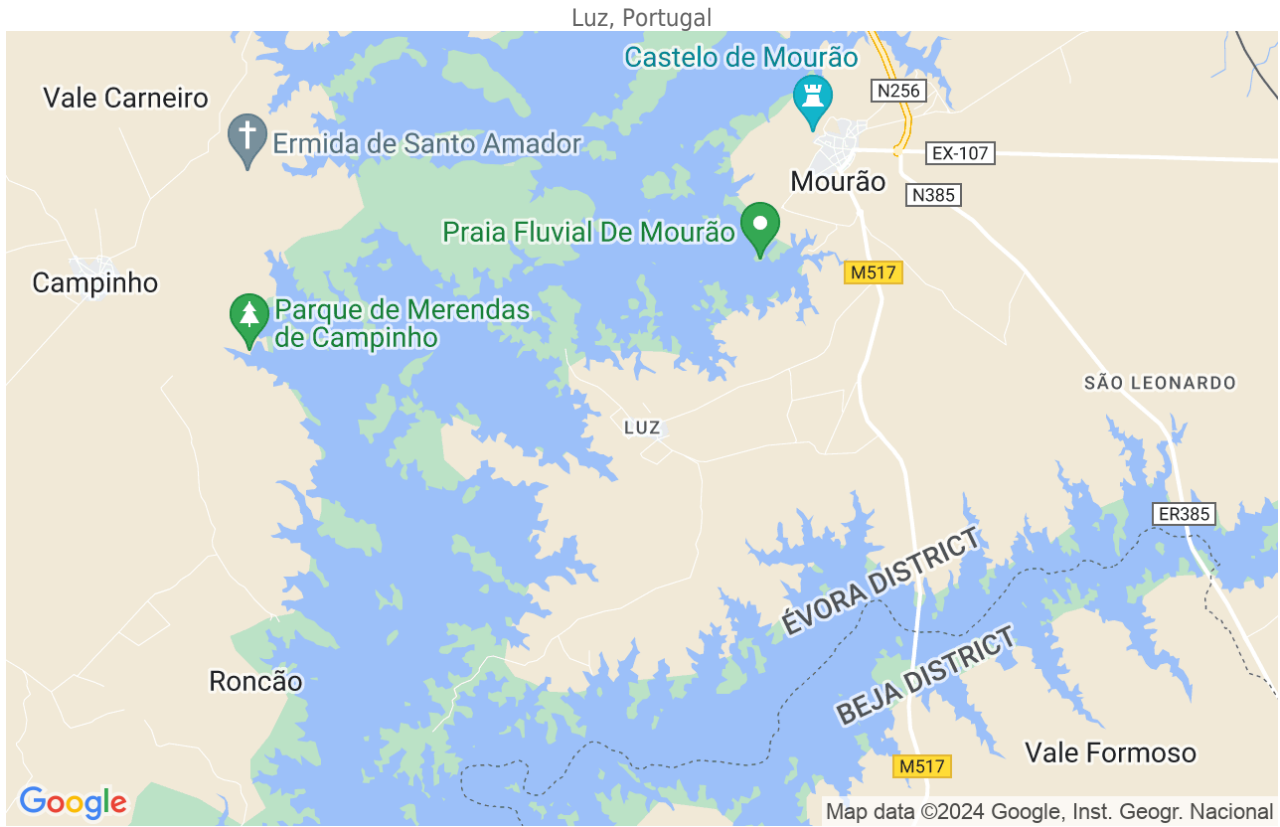 Luz, Portugal
Castelo de Mourão
Vale Carneiro
N256
Ermida de Santo Amador
EX-107
Mourão
N385
Praia Fluvial De Mourão
M517
Campinho
Parque de Merendas
de Campinho
SÃO LEONARDO
LUZ
ER385
ÉVORA DISTRICT
BEJA DISTRICT
Roncão
Vale Formoso
M517
Google
Map data ©2024 Google, Inst. Geogr. Nacional